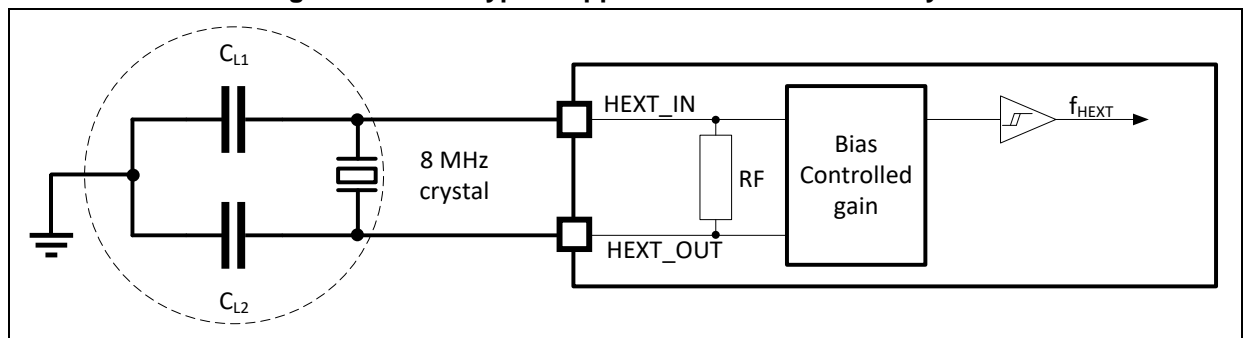 C_L1
HEXT_IN
f_HEXT
8 MHz
crystal
RF
Bias
Controlled
gain
HEXT_OUT
C_L2